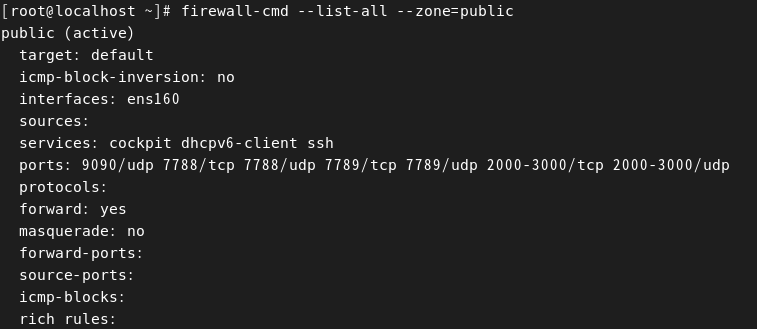 [root@localhost ~]# firewall-cmd --list-all --zone=public
public (active)
  target: default
  icmp-block-inversion: no
  interfaces: ens160
  sources:
  services: cockpit dhcpv6-client ssh
  ports: 9090/udp 7788/tcp 7788/udp 7789/tcp 7789/udp 2000-3000/tcp 2000-3000/udp
  protocols:
  forward: yes
  masquerade: no
  forward-ports:
  source-ports:
  icmp-blocks:
  rich rules: